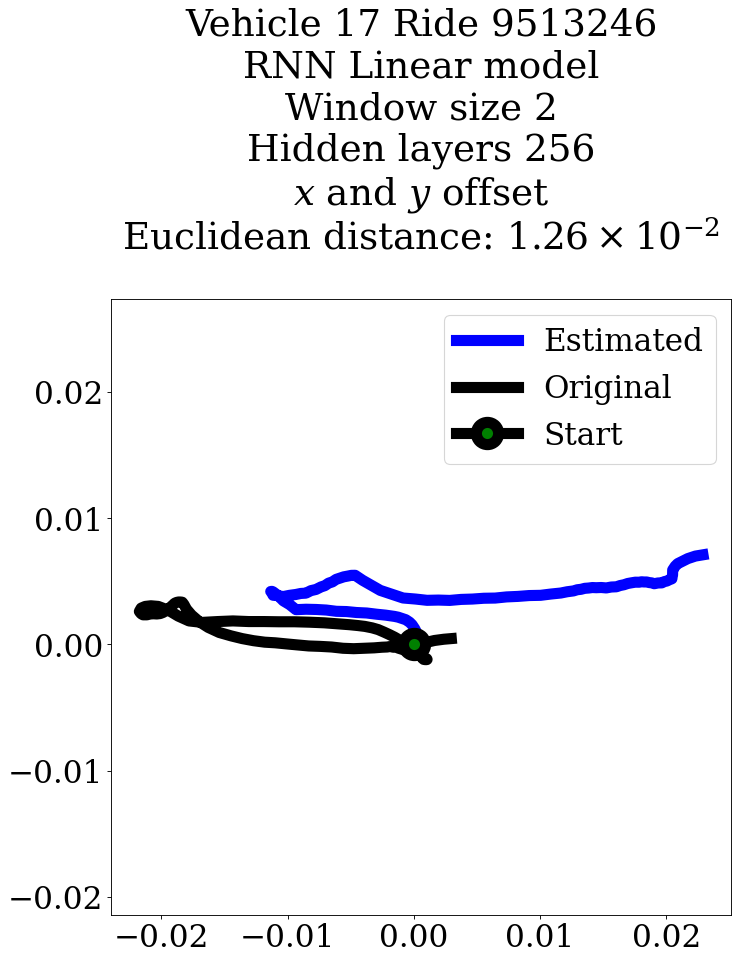 Vehicle 17 Ride 9513246
RNN Linear model
Window size 2
Hidden layers 256
x and y offset
Euclidean distance: 1.26 × 10⁻²
Estimated
Original
Start
0.02
0.01
0.00
−0.01
−0.02
−0.02 −0.01 0.00 0.01 0.02